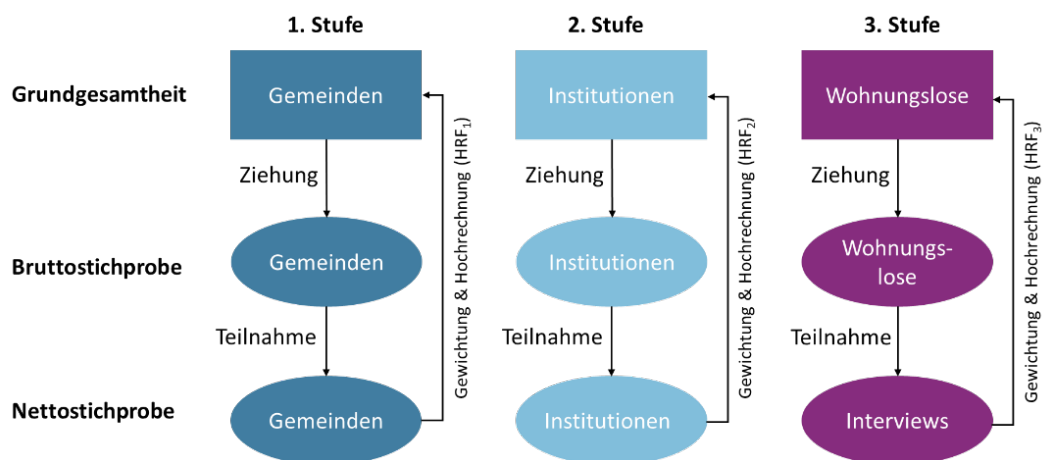 1. Stufe 2. Stufe 3. Stufe
Grundgesamtheit Gemeinden Institutionen Wohnungslose
Ziehung Ziehung Ziehung
Bruttostichprobe Gemeinden Institutionen Wohnungs-
lose
Teilnahme Teilnahme Teilnahme
Nettostichprobe Gemeinden Institutionen Interviews
Gewichtung & Hochrechnung (HRF₁)
Gewichtung & Hochrechnung (HRF₂)
Gewichtung & Hochrechnung (HRF₃)